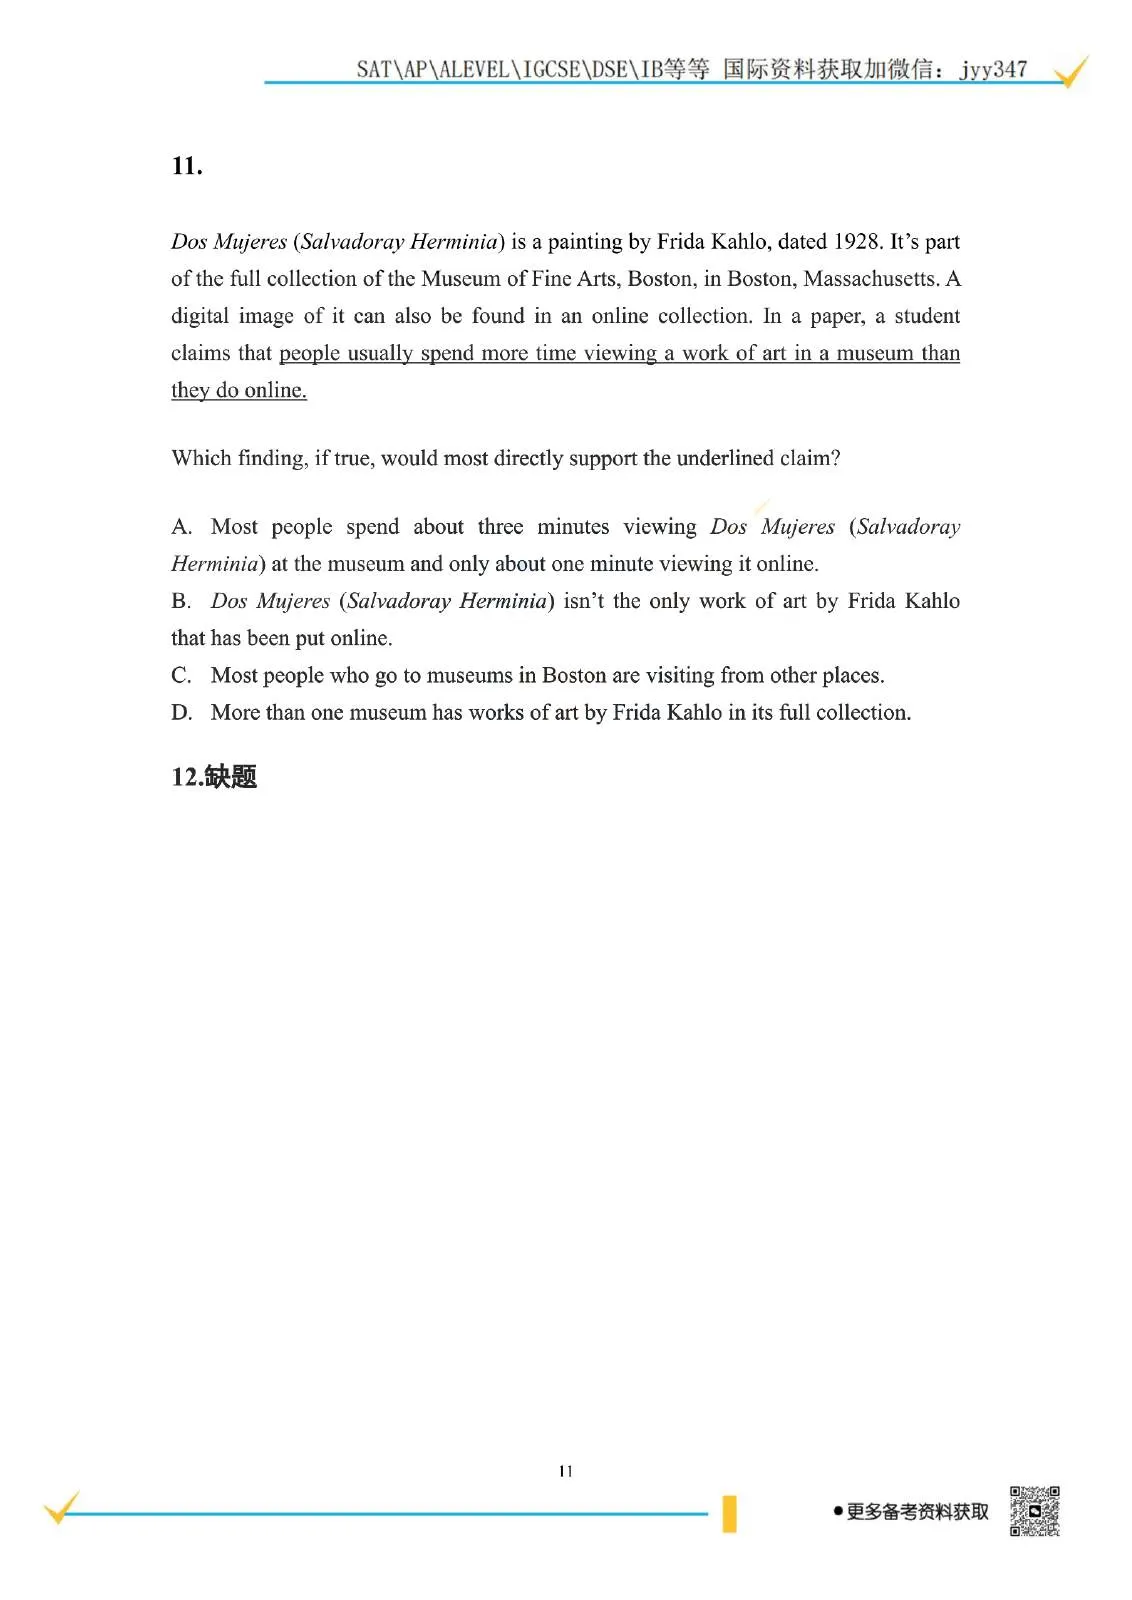 SAT\AP\ALEVEL\IGCSE\DSE\IB等等 国际资料获取加微信：jyy347
11.
Dos Mujeres (Salvadoray Herminia) is a painting by Frida Kahlo, dated 1928. It’s part
of the full collection of the Museum of Fine Arts, Boston, in Boston, Massachusetts. A
digital image of it can also be found in an online collection. In a paper, a student
claims that people usually spend more time viewing a work of art in a museum than
they do online.
Which finding, if true, would most directly support the underlined claim?
A. Most people spend about three minutes viewing Dos Mujeres (Salvadoray
Herminia) at the museum and only about one minute viewing it online.
B. Dos Mujeres (Salvadoray Herminia) isn’t the only work of art by Frida Kahlo
that has been put online.
C. Most people who go to museums in Boston are visiting from other places.
D. More than one museum has works of art by Frida Kahlo in its full collection.
12.缺题
11
●更多备考资料获取